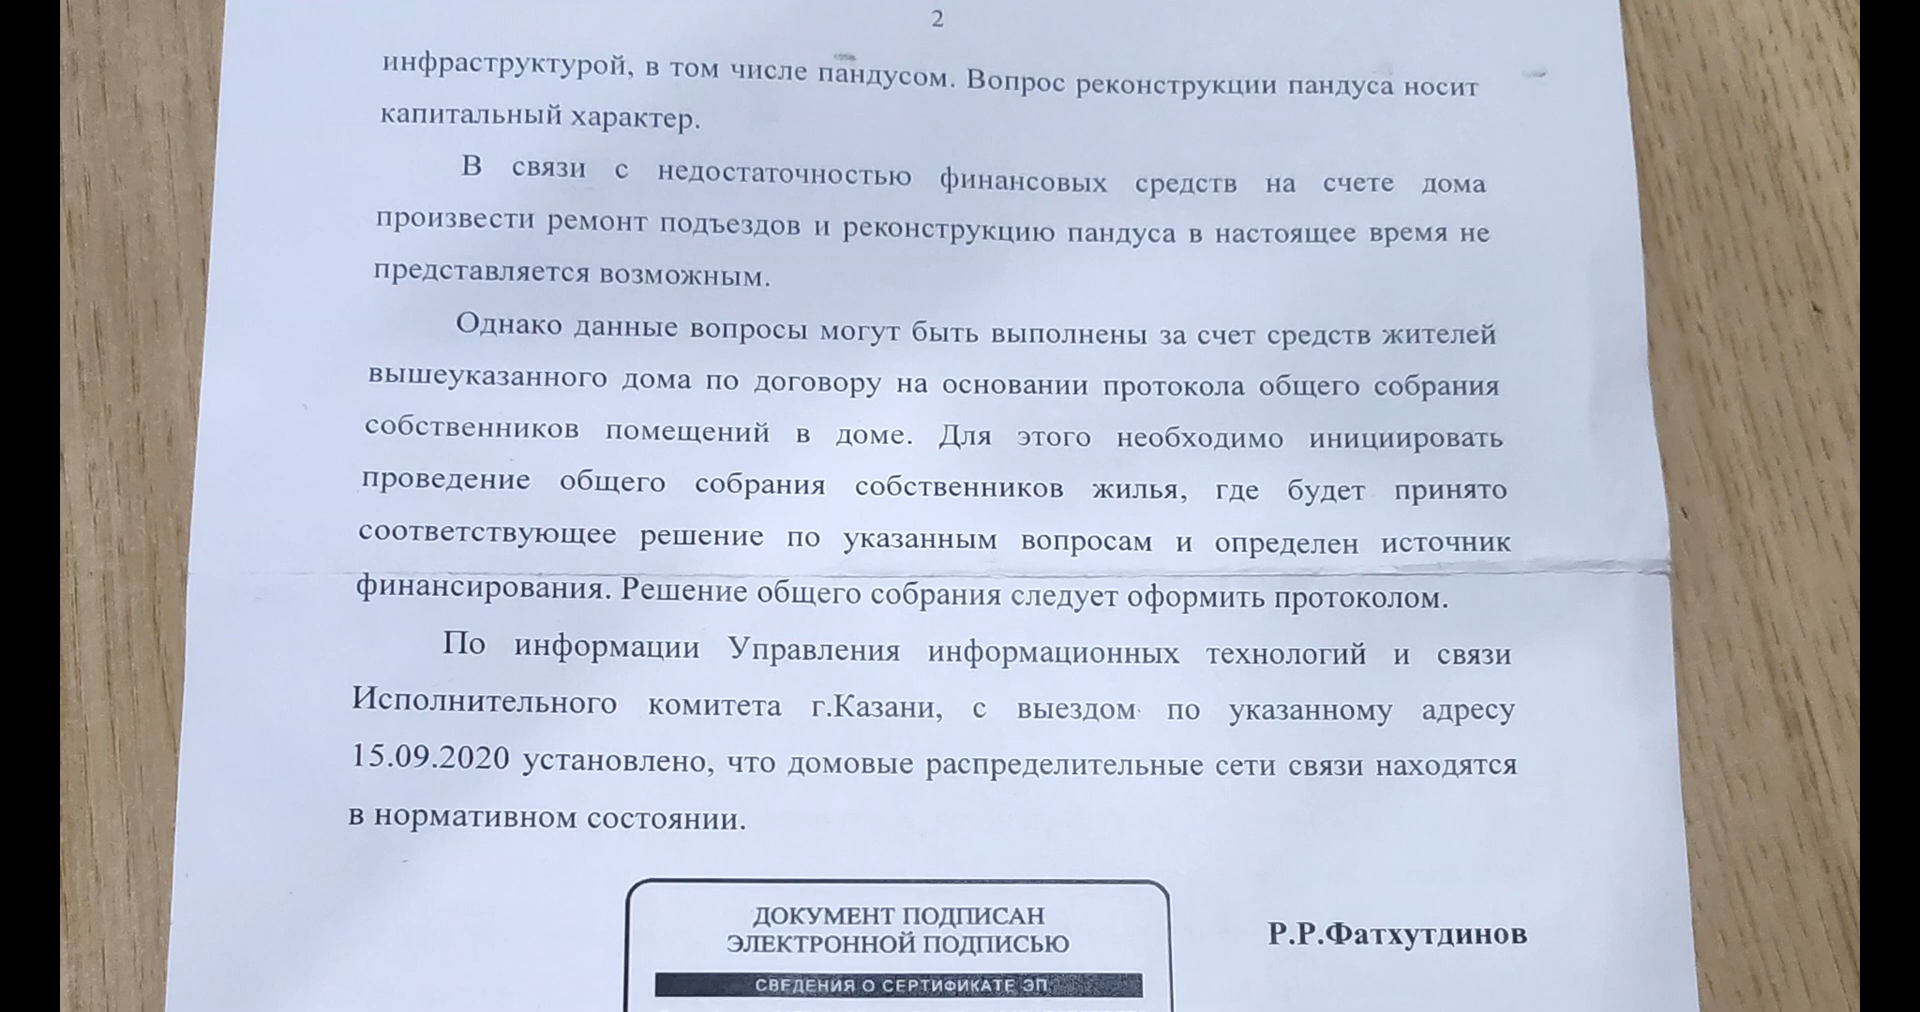 2
инфраструктурой, в том числе пандусом. Вопрос реконструкции пандуса носит
капитальный характер.
В связи с недостаточностью финансовых средств на счете дома
произвести ремонт подъездов и реконструкцию пандуса в настоящее время не
представляется возможным.
Однако данные вопросы могут быть выполнены за счет средств жителей
вышеуказанного дома по договору на основании протокола общего собрания
собственников помещений в доме. Для этого необходимо инициировать
проведение общего собрания собственников жилья, где будет принято
соответствующее решение по указанным вопросам и определен источник
финансирования. Решение общего собрания следует оформить протоколом.
По информации Управления информационных технологий и связи
Исполнительного комитета г.Казани, с выездом по указанному адресу
15.09.2020 установлено, что домовые распределительные сети связи находятся
в нормативном состоянии.
ДОКУМЕНТ ПОДПИСАН
ЭЛЕКТРОННОЙ ПОДПИСЬЮ
Р.Р.Фатхутдинов
СВЕДЕНИЯ О СЕРТИФИКАТЕ ЭП